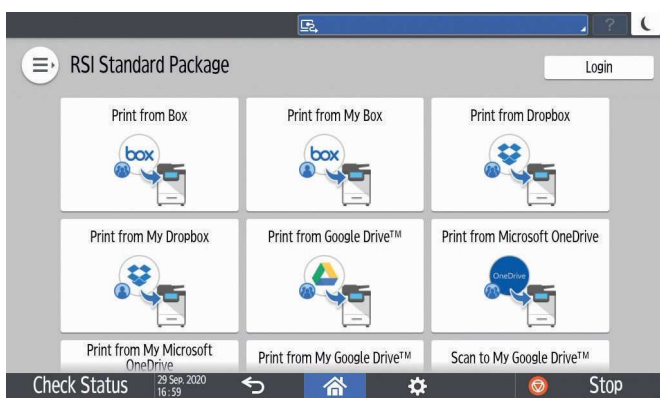 ?
RSI Standard Package
Login
Print from Box
Print from My Box
Print from Dropbox
box
box
Print from My Dropbox
Print from Google Drive™
Print from Microsoft OneDrive
OneDrive
Print from My Microsoft
OneDrive
Print from My Google Drive™
Scan to My Google Drive™
Check Status
29 Sep. 2020
16:59
Stop